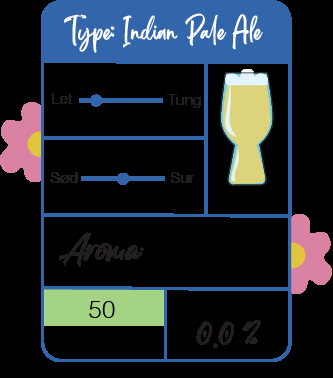 Type: Indian Pale Ale
Let Tung
Sød Sur
Aroma:
50
0,0 %